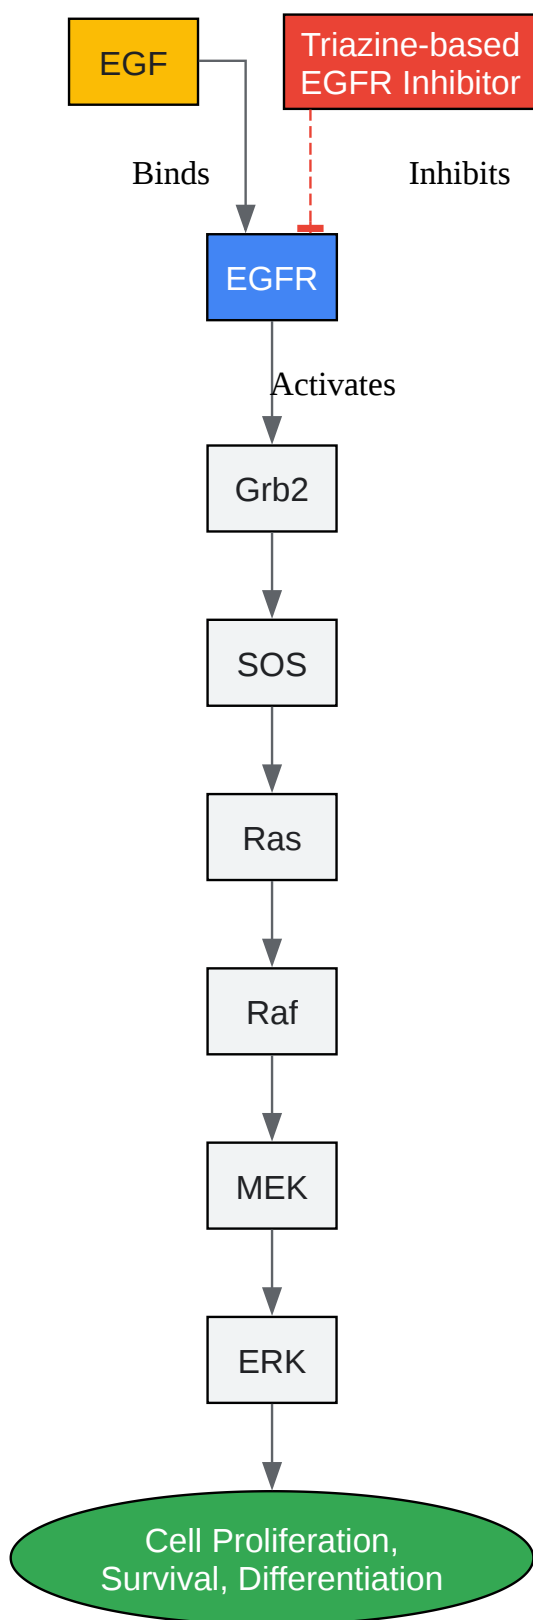 EGF
Triazine-based
EGFR Inhibitor
Binds
Inhibits
EGFR
Activates
Grb2
SOS
Ras
Raf
MEK
ERK
Cell Proliferation,
Survival, Differentiation